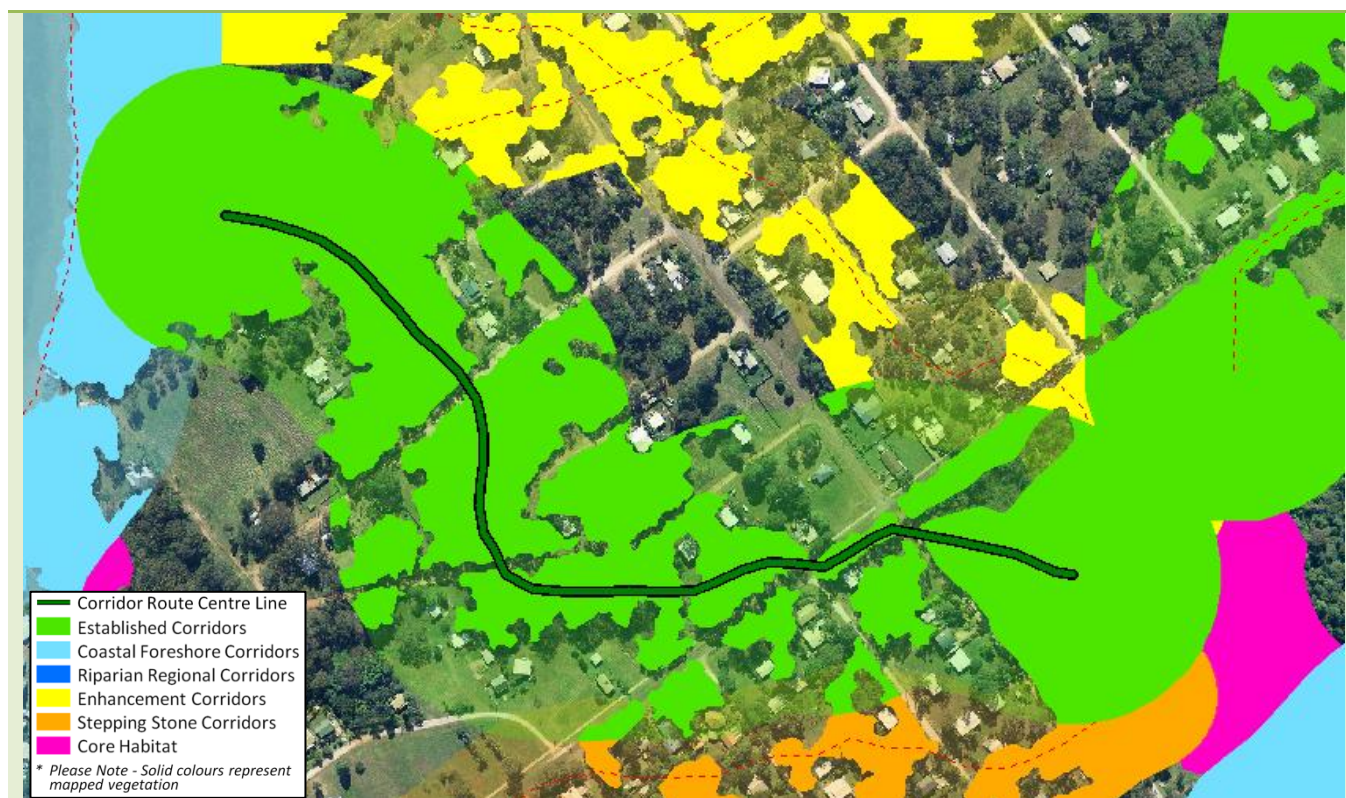 Corridor Route Centre Line
Established Corridors
Coastal Foreshore Corridors
Riparian Regional Corridors
Enhancement Corridors
Stepping Stone Corridors
Core Habitat
* Please Note - Solid colours represent
mapped vegetation